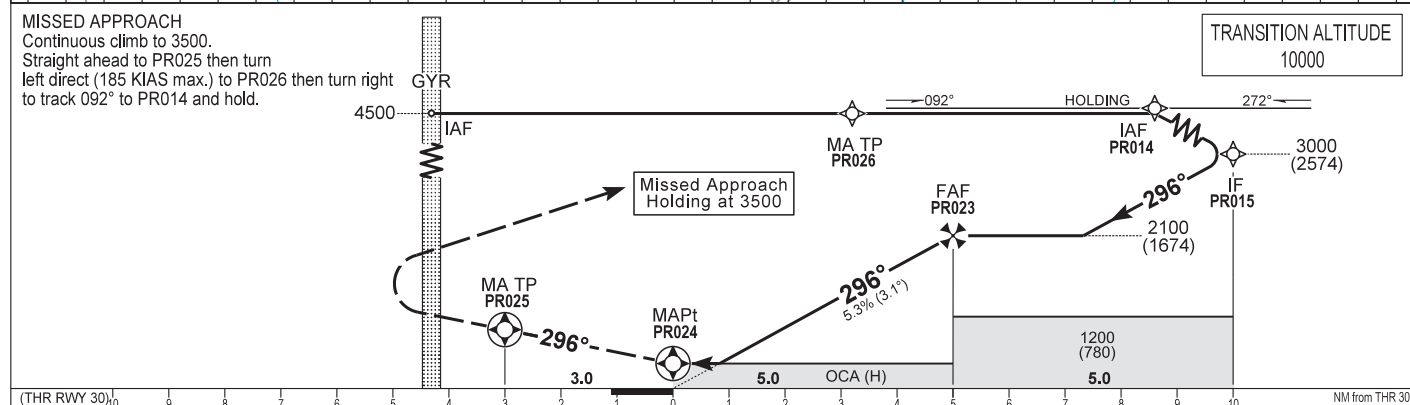 MISSED APPROACH
Continuous climb to 3500.
Straight ahead to PR025 then turn
left direct (185 KIAS max.) to PR026 then turn right
to track 092° to PR014 and hold.
TRANSITION ALTITUDE
10000
GYR
4500
IAF
092°
HOLDING
272°
MA TP
PR026
IAF
PR014
3000
(2574)
IF
PR015
Missed Approach
Holding at 3500
FAF
PR023
296°
2100
(1674)
296°
5.3% (3.1°)
MA TP
PR025
296°
MAPt
PR024
1200
(780)
3.0
5.0
OCA (H)
5.0
(THR RWY 30)
10 9 8 7 6 5 4 3 2 1 0 1 2 3 4 5 6 7 8 9 10
NM from THR 30